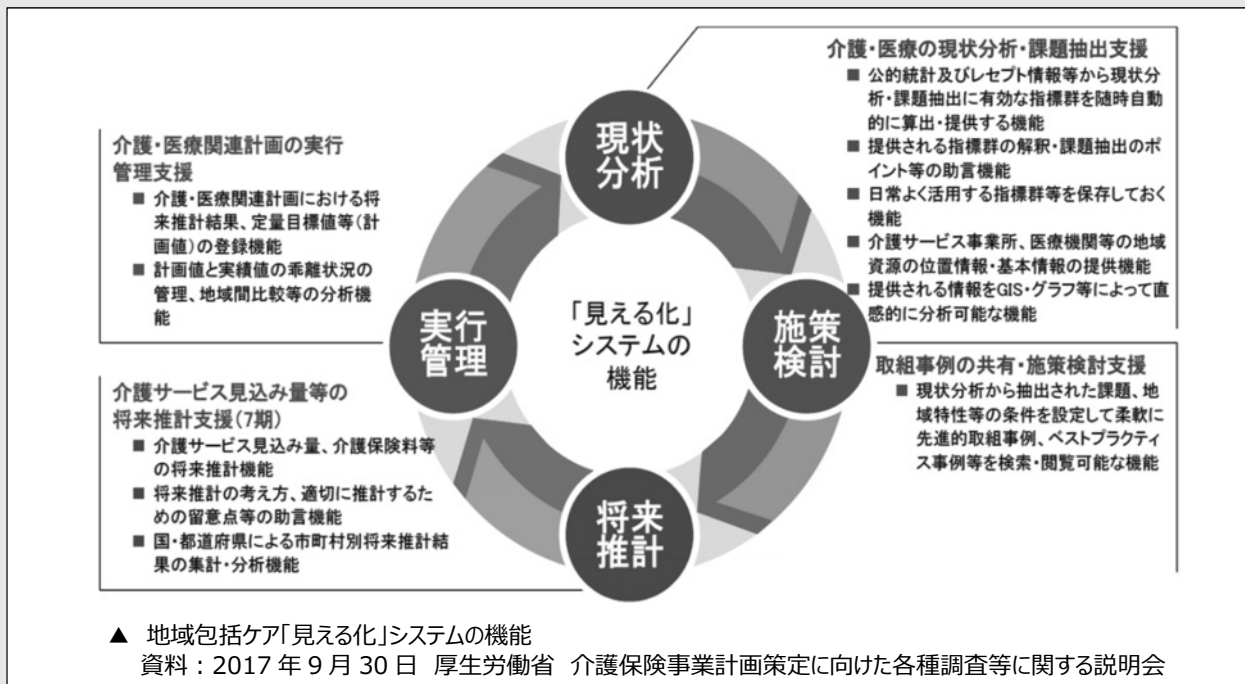 介護・医療の現状分析・課題抽出支援
■ 公的統計及びレセプト情報等から現状分
析・課題抽出に有効な指標群を随時自動
的に算出・提供する機能
■ 提供される指標群の解釈・課題抽出のポ
イント等の助言機能
■ 日常よく活用する指標群等を保存しておく
機能
■ 介護サービス事業所、医療機関等の地域
資源の位置情報・基本情報の提供機能
■ 提供される情報をGIS・グラフ等によって直
感的に分析可能な機能
取組事例の共有・施策検討支援
■ 現状分析から抽出された課題、地
域特性等の条件を設定して柔軟に
先進的取組事例、ベストプラクティ
ス事例等を検索・閲覧可能な機能
介護・医療関連計画の実行
管理支援
■ 介護・医療関連計画における将
来推計結果、定量目標値等(計
画値)の登録機能
■ 計画値と実績値の乖離状況の
管理、地域間比較等の分析機
能
介護サービス見込み量等の
将来推計支援(7期)
■ 介護サービス見込み量、介護保険料等
の将来推計機能
■ 将来推計の考え方、適切に推計するた
めの留意点等の助言機能
■ 国・都道府県による市町村別将来推計結
果の集計・分析機能
現状
分析
施策
検討
将来
推計
実行
管理
「見える化」
システムの
機能
▲ 地域包括ケア「見える化」システムの機能
資料：2017年9月30日 厚生労働省 介護保険事業計画策定に向けた各種調査等に関する説明会